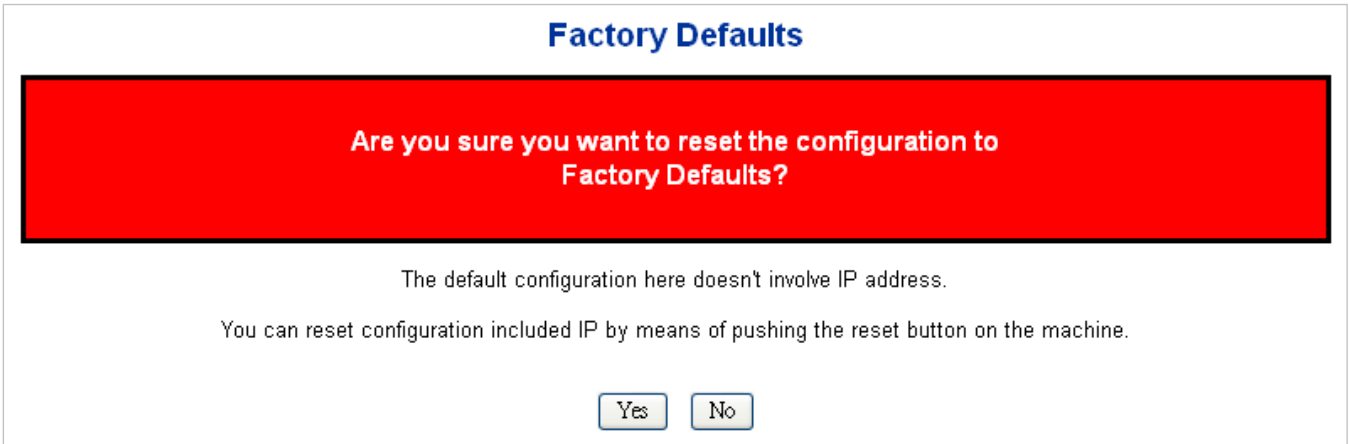 Factory Defaults
Are you sure you want to reset the configuration to
Factory Defaults?
The default configuration here doesn't involve IP address.
You can reset configuration included IP by means of pushing the reset button on the machine.
Yes No